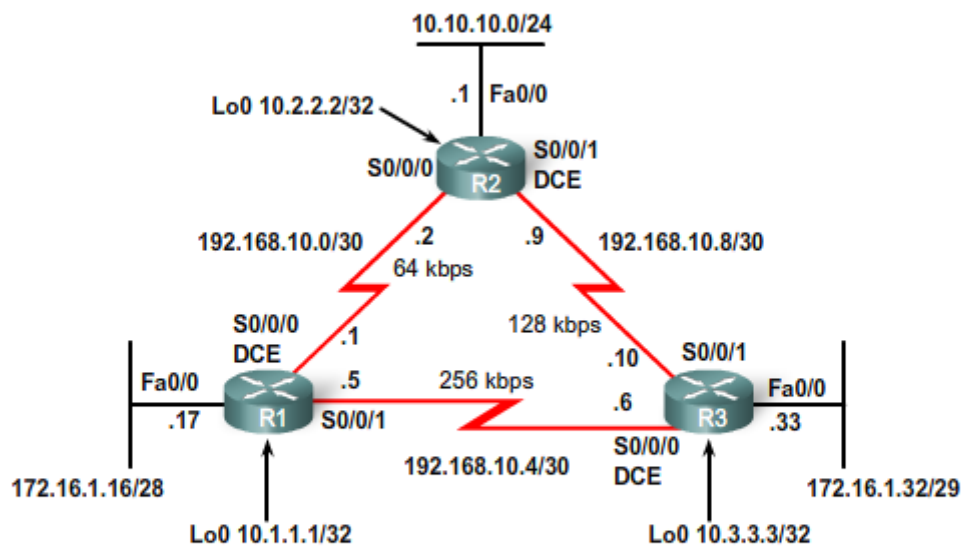 10.10.10.0/24
.1 Fa0/0
Lo0 10.2.2.2/32
S0/0/0
R2
S0/0/1
DCE
192.168.10.0/30
.2
64 kbps
.9
192.168.10.8/30
S0/0/0
DCE
.1
128 kbps
.10
S0/0/1
Fa0/0
.17
R1
.5
S0/0/1
256 kbps
.6
R3
Fa0/0
.33
S0/0/0
DCE
192.168.10.4/30
172.16.1.16/28
172.16.1.32/29
Lo0 10.1.1.1/32
Lo0 10.3.3.3/32